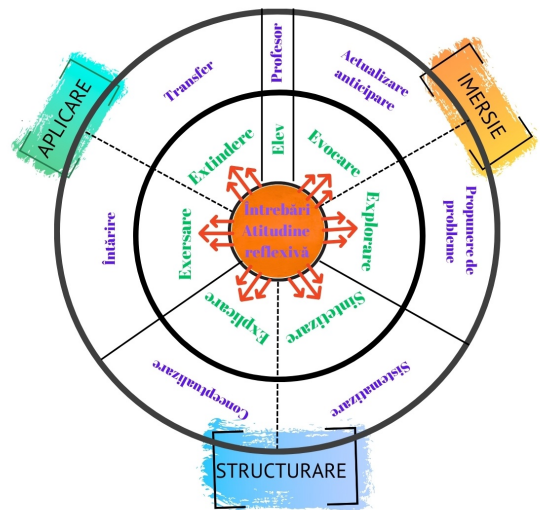 Profesor
Elev
Actualizare
anticipare
IMERSIE
Evocare
Propunere de
probleme
Explorare
Sistematizare
Sintetizare
STRUCTURARE
Conceptualizare
Explicare
Întărire
Exersare
APLICARE
Transfer
Extindere
Întrebări
Atitudine
reflexivă